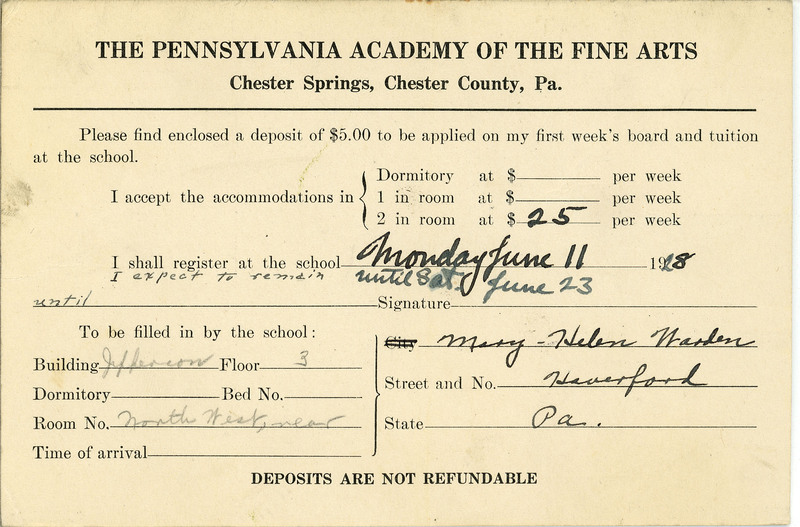 THE PENNSYLVANIA ACADEMY OF THE FINE ARTS
Chester Springs, Chester County, Pa.
Please find enclosed a deposit of $5.00 to be applied on my first week's board and tuition
at the school.
I accept the accommodations in
Dormitory at $ per week
1 in room at $ per week
2 in room at $ 25 per week
I shall register at the school Monday June 11 1928
I expect to remain until Sat. June 23
until Signature
To be filled in by the school:
Building Jefferson Floor 3
Dormitory Bed No.
Room No. North West, near
Time of arrival
City Mary-Helen Warden
Street and No. Haverford
State Pa.
DEPOSITS ARE NOT REFUNDABLE